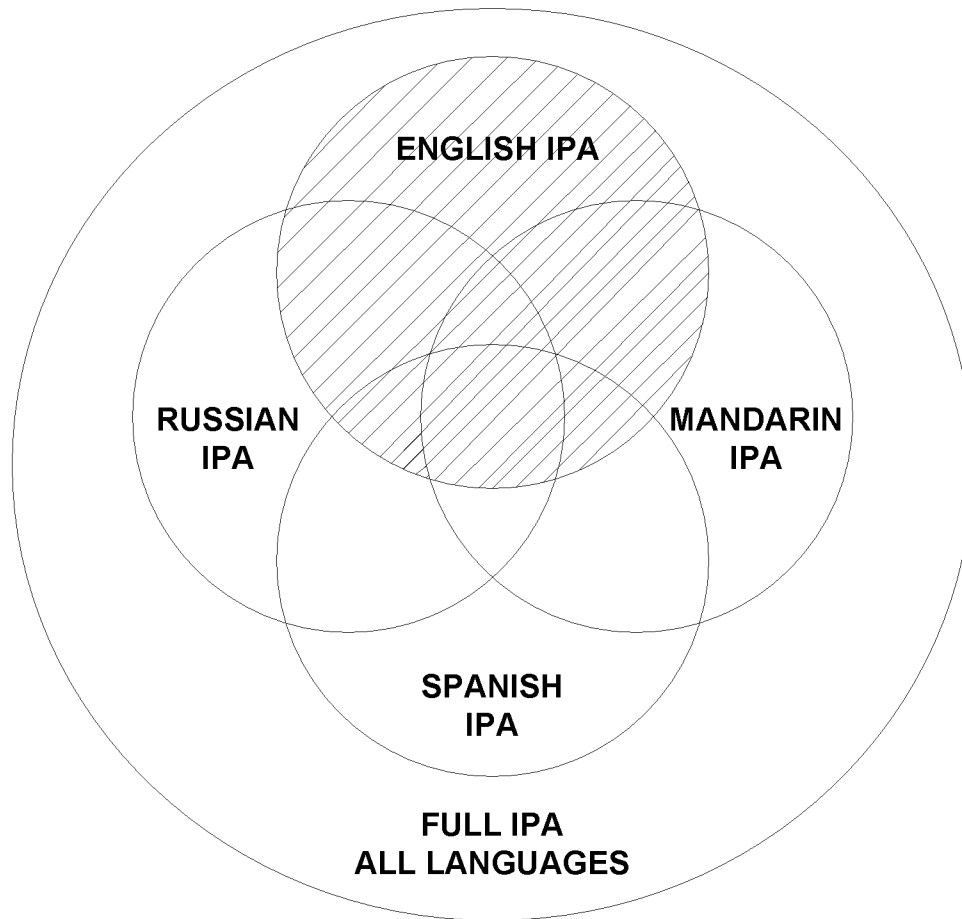 ENGLISH IPA
RUSSIAN
IPA
MANDARIN
IPA
SPANISH
IPA
FULL IPA
ALL LANGUAGES